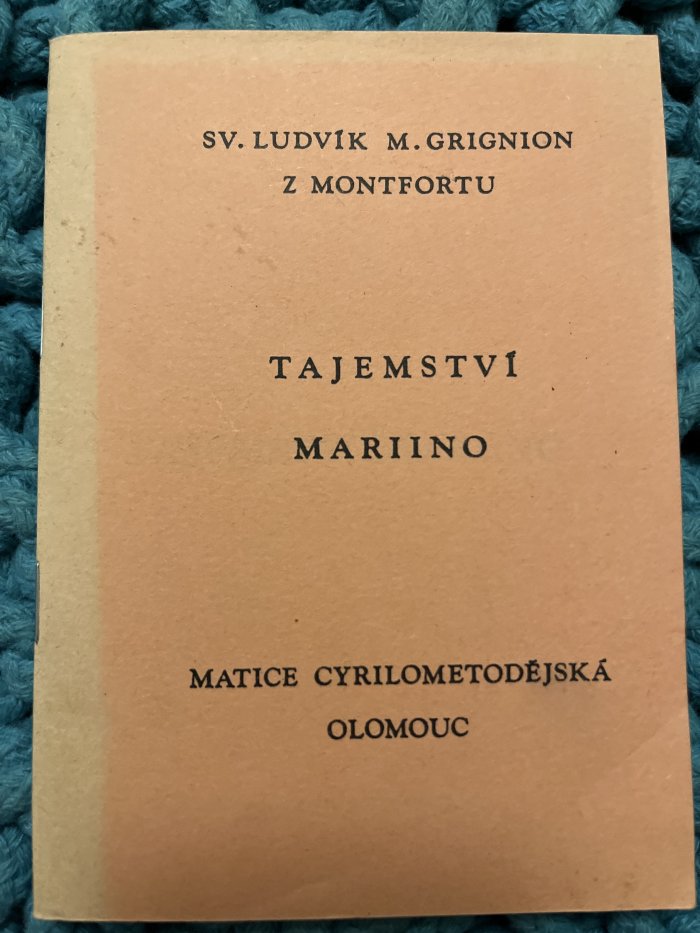 SV. LUDVÍK M. GRIGNION
Z MONTFORTU
TAJEMSTVÍ
MARIINO
MATICE CYRILOMETODĚJSKÁ
OLOMOUC